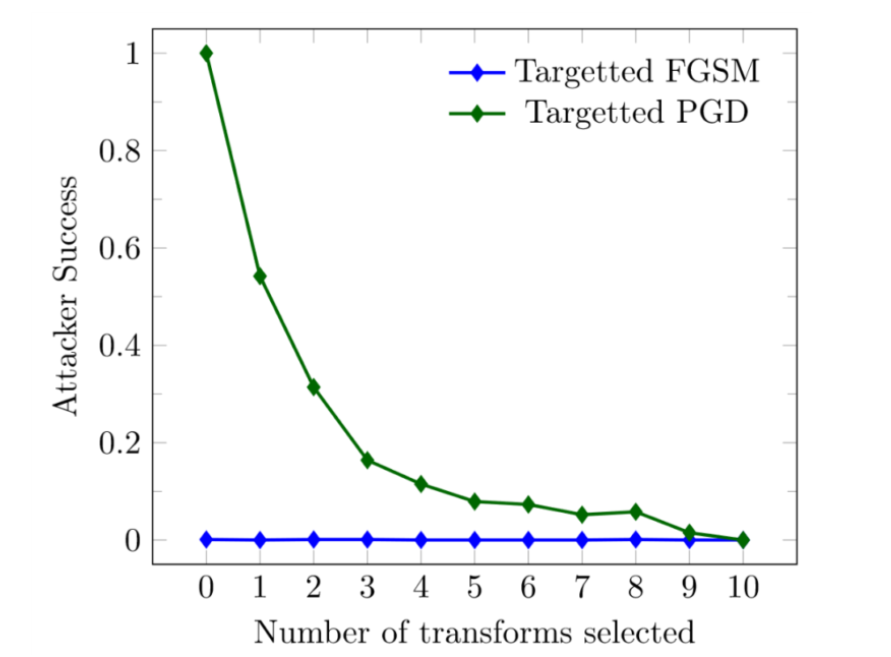 Targetted FGSM
Targetted PGD
1
0.8
0.6
0.4
0.2
0
Attacker Success
0 1 2 3 4 5 6 7 8 9 10
Number of transforms selected